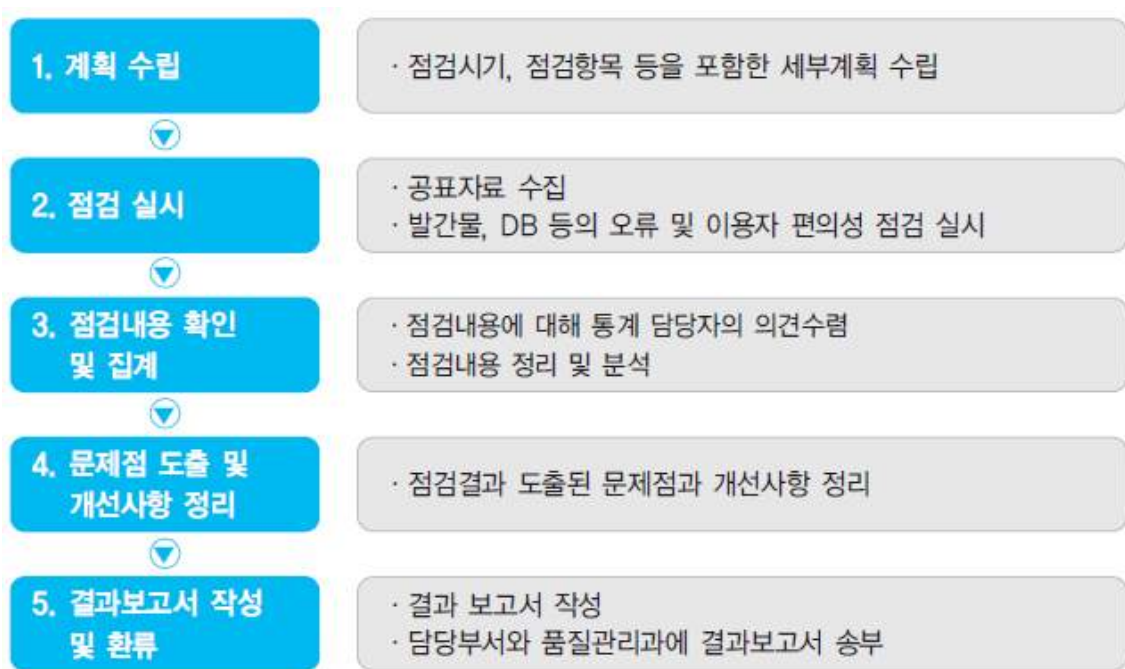 1. 계획 수립
· 점검시기, 점검항목 등을 포함한 세부계획 수립
2. 점검 실시
· 공표자료 수집
· 발간물, DB 등의 오류 및 이용자 편의성 점검 실시
3. 점검내용 확인
및 집계
· 점검내용에 대해 통계 담당자의 의견수렴
· 점검내용 정리 및 분석
4. 문제점 도출 및
개선사항 정리
· 점검결과 도출된 문제점과 개선사항 정리
5. 결과보고서 작성
및 환류
· 결과 보고서 작성
· 담당부서와 품질관리과에 결과보고서 송부